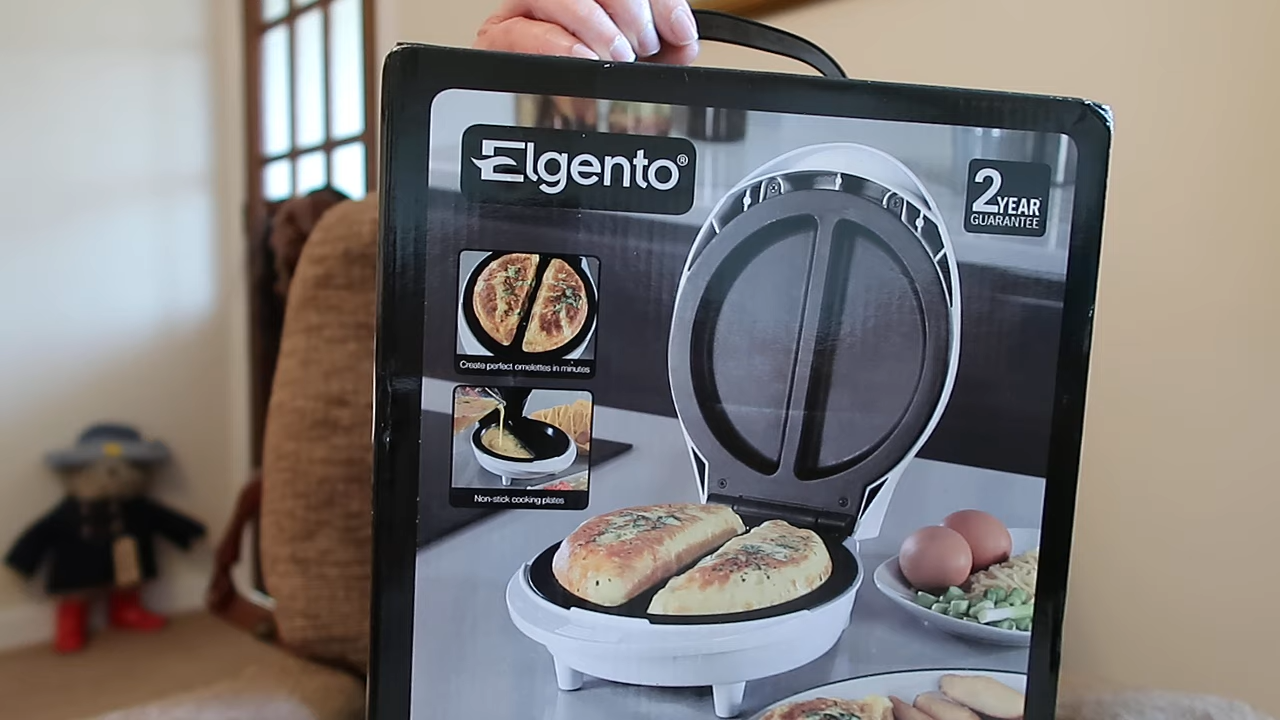 Elgento®
2 YEAR
GUARANTEE
Create perfect omelettes in minutes
Non-stick cooking plates